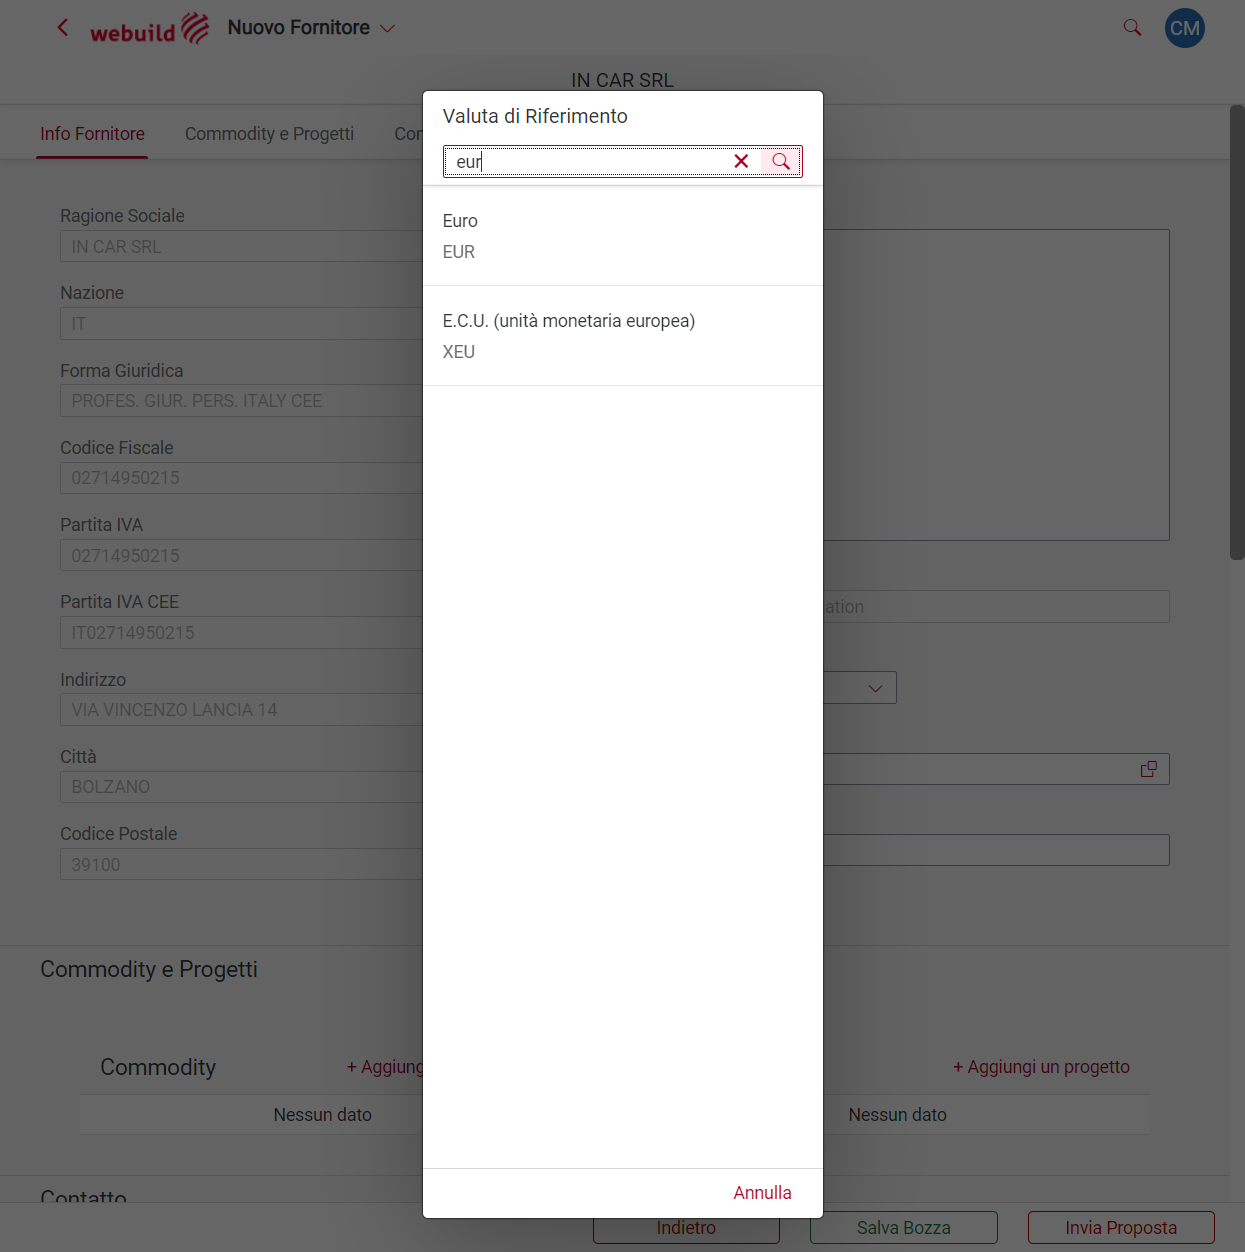 webuild
Nuovo Fornitore
CM
IN CAR SRL
Info Fornitore
Commodity e Progetti
Valuta di Riferimento
eur
Euro
EUR
E.C.U. (unità monetaria europea)
XEU
Annulla
Ragione Sociale
IN CAR SRL
Nazione
IT
Forma Giuridica
PROFES. GIUR. PERS. ITALY CEE
Codice Fiscale
02714950215
Partita IVA
02714950215
Partita IVA CEE
IT02714950215
Indirizzo
VIA VINCENZO LANCIA 14
Città
BOLZANO
Codice Postale
39100
Commodity e Progetti
Commodity
+ Aggiung
+ Aggiungi un progetto
Nessun dato
Nessun dato
Contatto
Indietro
Salva Bozza
Invia Proposta